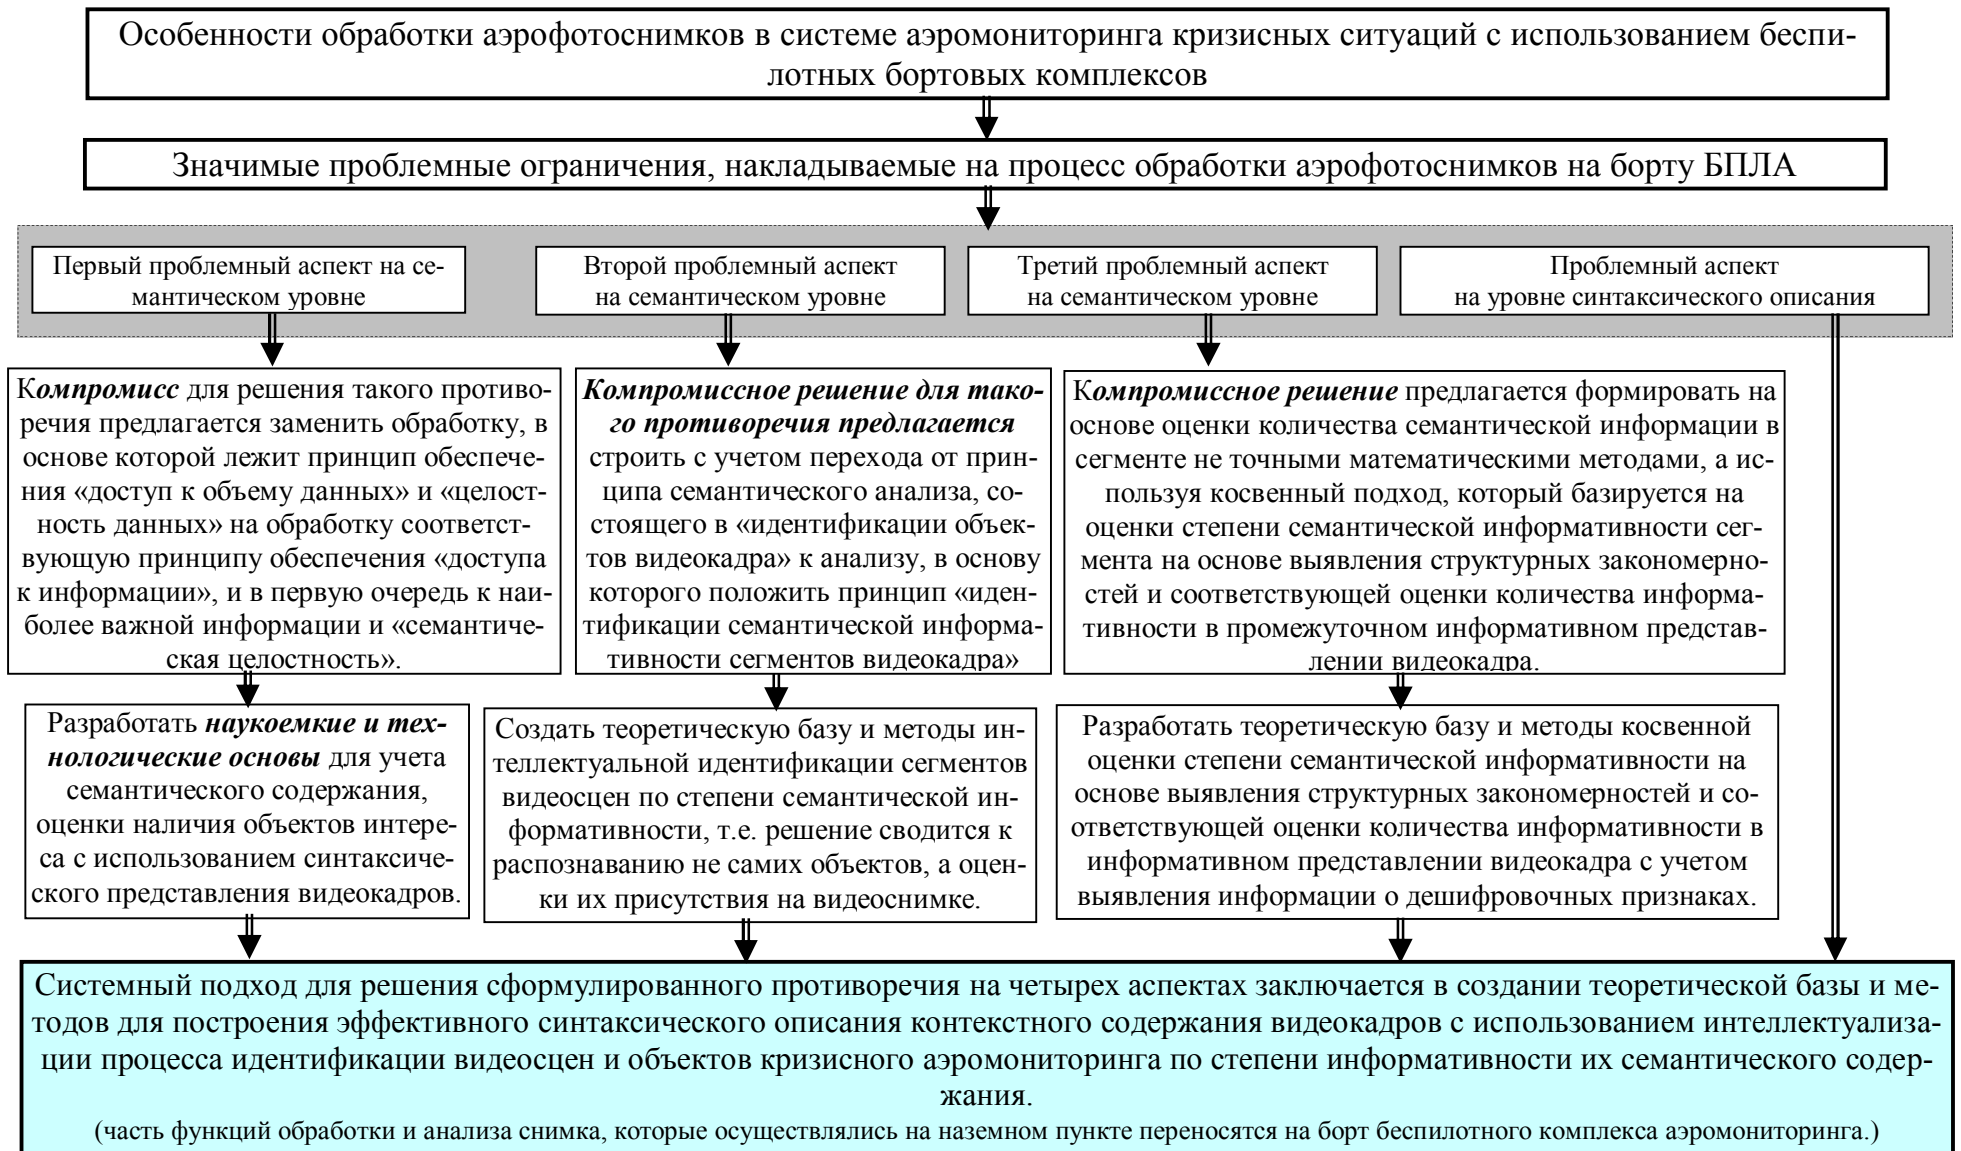 Особенности обработки аэрофотоснимков в системе аэромониторинга кризисных ситуаций с использованием беспи-
лотных бортовых комплексов
Значимые проблемные ограничения, накладываемые на процесс обработки аэрофотоснимков на борту БПЛА
Первый проблемный аспект на се-
мантическом уровне
Второй проблемный аспект
на семантическом уровне
Третий проблемный аспект
на семантическом уровне
Проблемный аспект
на уровне синтаксического описания
Компромисс для решения такого противо-
речия предлагается заменить обработку, в
основе которой лежит принцип обеспече-
ния «доступ к объему данных» и «целост-
ность данных» на обработку соответст-
вующую принципу обеспечения «доступа
к информации», и в первую очередь к наи-
более важной информации и «семантиче-
ская целостность».
Компромиссное решение для тако-
го противоречия предлагается
строить с учетом перехода от прин-
ципа семантического анализа, со-
стоящего в «идентификации объек-
тов видеокадра» к анализу, в основу
которого положить принцип «иден-
тификации семантической информа-
тивности сегментов видеокадра»
Компромиссное решение предлагается формировать на
основе оценки количества семантической информации в
сегменте не точными математическими методами, а ис-
пользуя косвенный подход, который базируется на
оценки степени семантической информативности сег-
мента на основе выявления структурных закономерно-
стей и соответствующей оценки количества информа-
тивности в промежуточном информативном представ-
лении видеокадра.
Разработать наукоемкие и тех-
нологические основы для учета
семантического содержания,
оценки наличия объектов интере-
са с использованием синтаксиче-
ского представления видеокадров.
Создать теоретическую базу и методы ин-
теллектуальной идентификации сегментов
видеосцен по степени семантической ин-
формативности, т.е. решение сводится к
распознаванию не самих объектов, а оцен-
ки их присутствия на видеоснимке.
Разработать теоретическую базу и методы косвенной
оценки степени семантической информативности на
основе выявления структурных закономерностей и со-
ответствующей оценки количества информативности в
информативном представлении видеокадра с учетом
выявления информации о дешифровочных признаках.
Системный подход для решения сформулированного противоречия на четырех аспектах заключается в создании теоретической базы и ме-
тодов для построения эффективного синтаксического описания контекстного содержания видеокадров с использованием интеллектуализа-
ции процесса идентификации видеосцен и объектов кризисного аэромониторинга по степени информативности их семантического содер-
жания.
(часть функций обработки и анализа снимка, которые осуществлялись на наземном пункте переносятся на борт беспилотного комплекса аэромониторинга.)